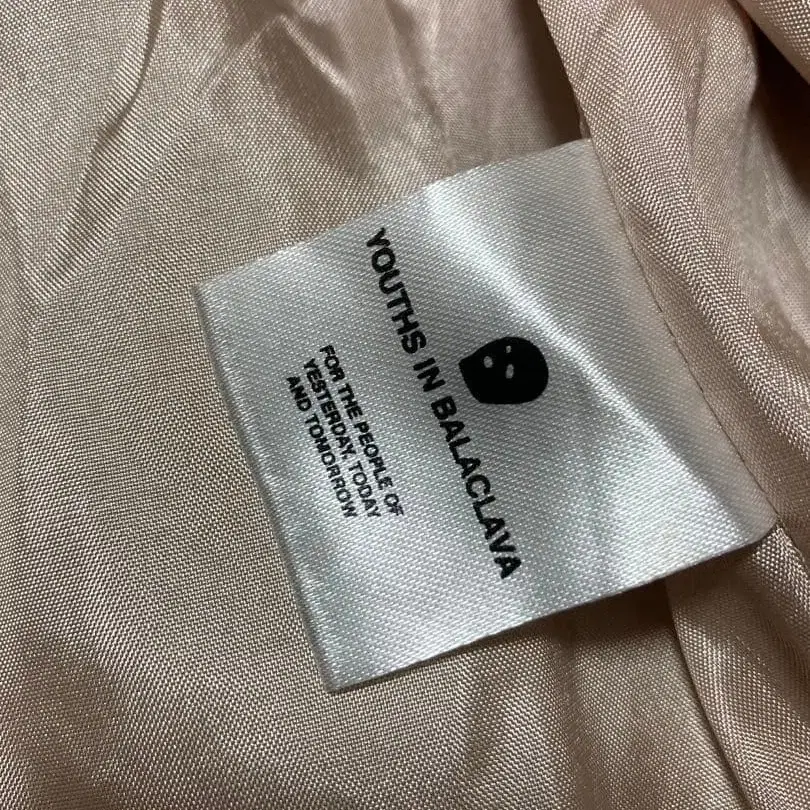 YOUTHS IN BALACLAVA
FOR THE PEOPLE OF
YESTERDAY, TODAY
AND TOMORROW